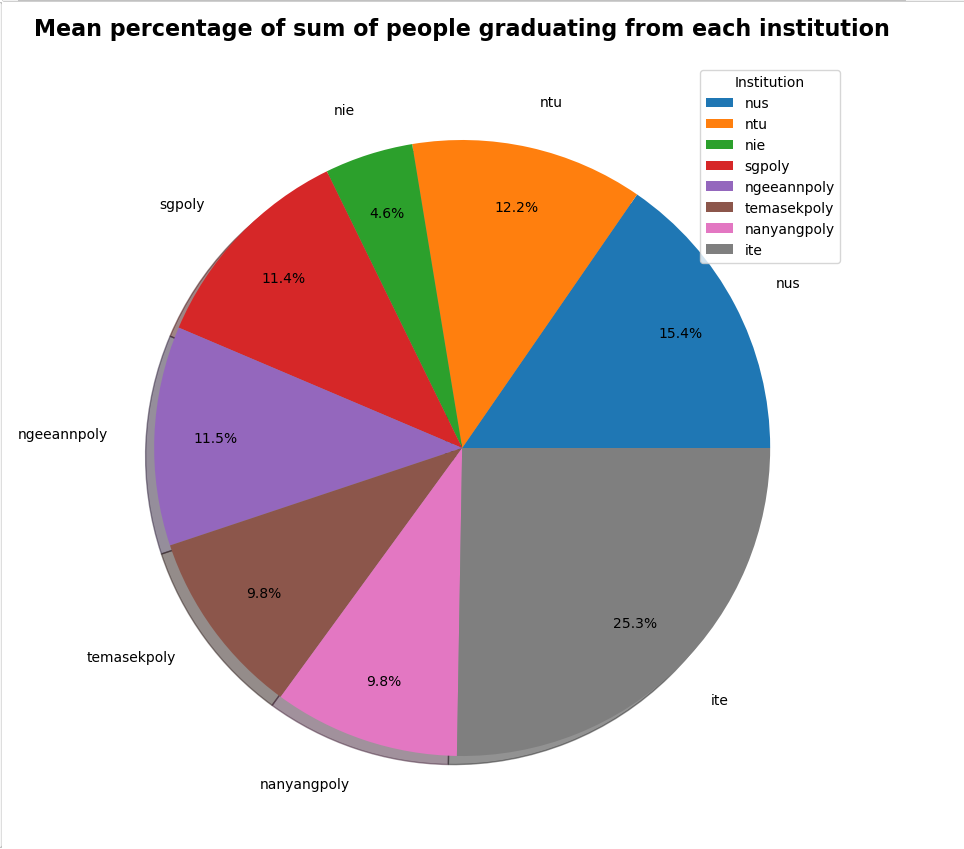 Mean percentage of sum of people graduating from each institution
Institution
nus
ntu
nie
sgpoly
ngeeannpoly
temasekpoly
nanyangpoly
ite
ntu
nie
sgpoly
nus
ngeeannpoly
temasekpoly
nanyangpoly
ite
12.2%
4.6%
11.4%
15.4%
11.5%
9.8%
9.8%
25.3%